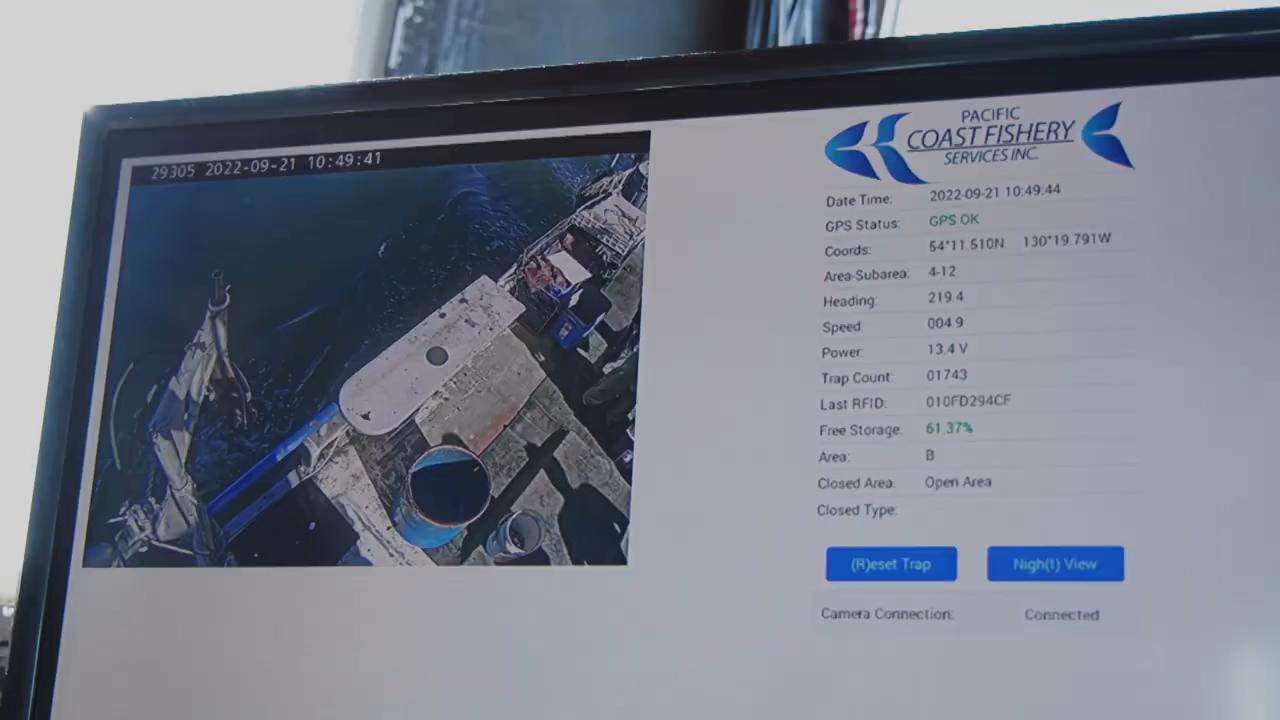 29305 2022-09-21 10:49:41
PACIFIC
COAST FISHERY
SERVICES INC.
Date Time: 2022-09-21 10:49:44
GPS Status: GPS OK
Coords: 54°11.510N 130°19.791W
Area-Subarea: 4-12
Heading: 219.4
Speed: 004.9
Power: 13.4 V
Trap Count: 01743
Last RFID: 010FD294CF
Free Storage: 61.37%
Area: B
Closed Area: Open Area
Closed Type:
(R)eset Trap Nigh(t) View
Camera Connection: Connected